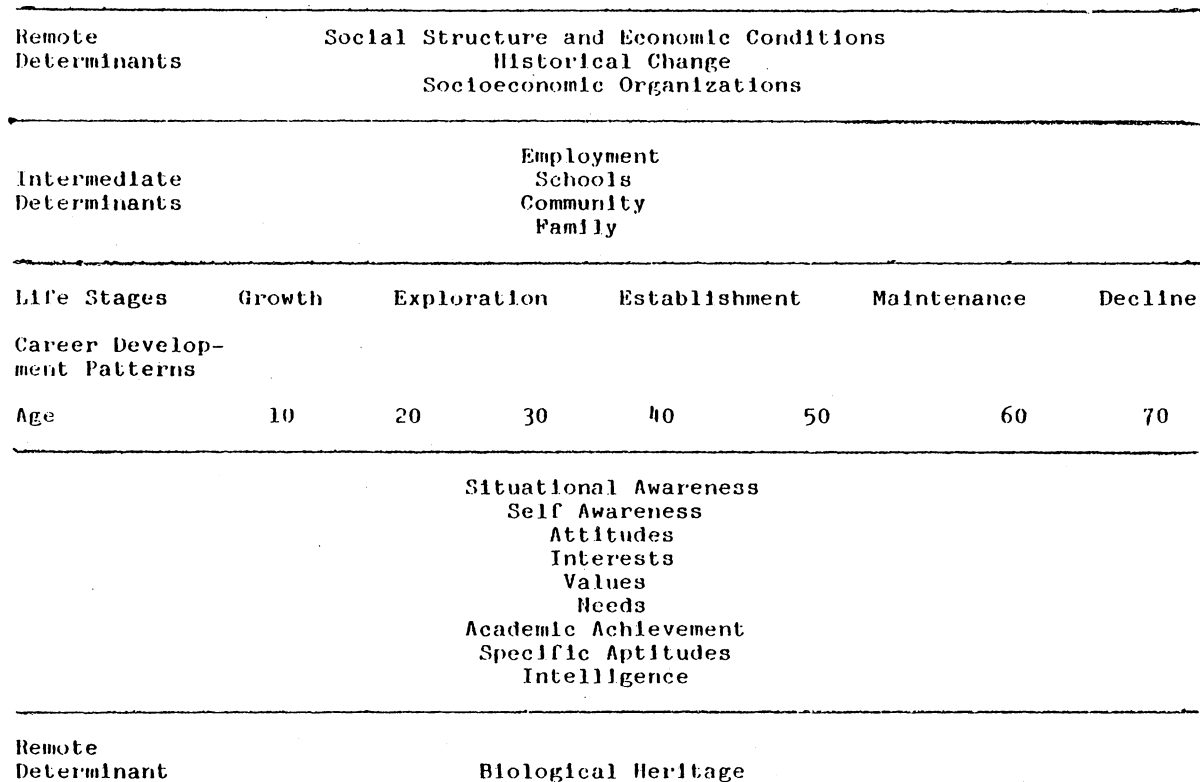 Remote Social Structure and Economic Conditions
Determinants Historical Change
Socioeconomic Organizations
Employment
Intermediate Schools
Determinants Community
Family
Life Stages Growth Exploration Establishment Maintenance Decline
Career Develop-
ment Patterns
Age 10 20 30 40 50 60 70
Situational Awareness
Self Awareness
Attitudes
Interests
Values
Needs
Academic Achievement
Specific Aptitudes
Intelligence
Remote
Determinant Biological Heritage